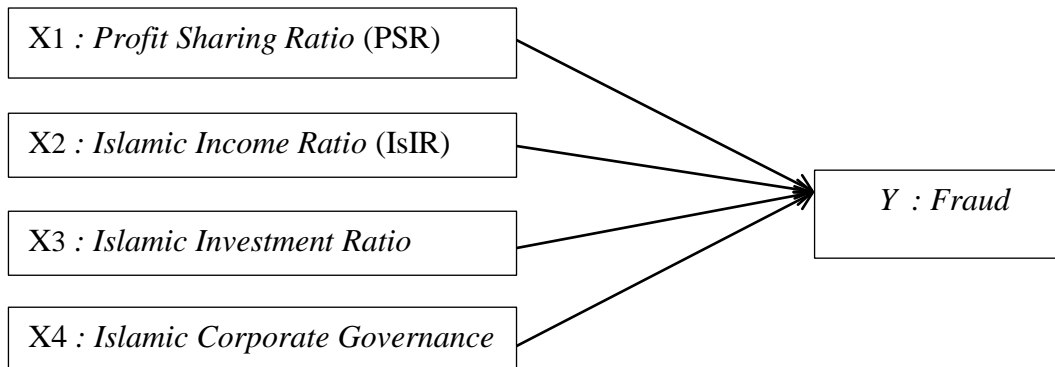 X1 : Profit Sharing Ratio (PSR)
X2 : Islamic Income Ratio (IsIR)
X3 : Islamic Investment Ratio
X4 : Islamic Corporate Governance
Y : Fraud